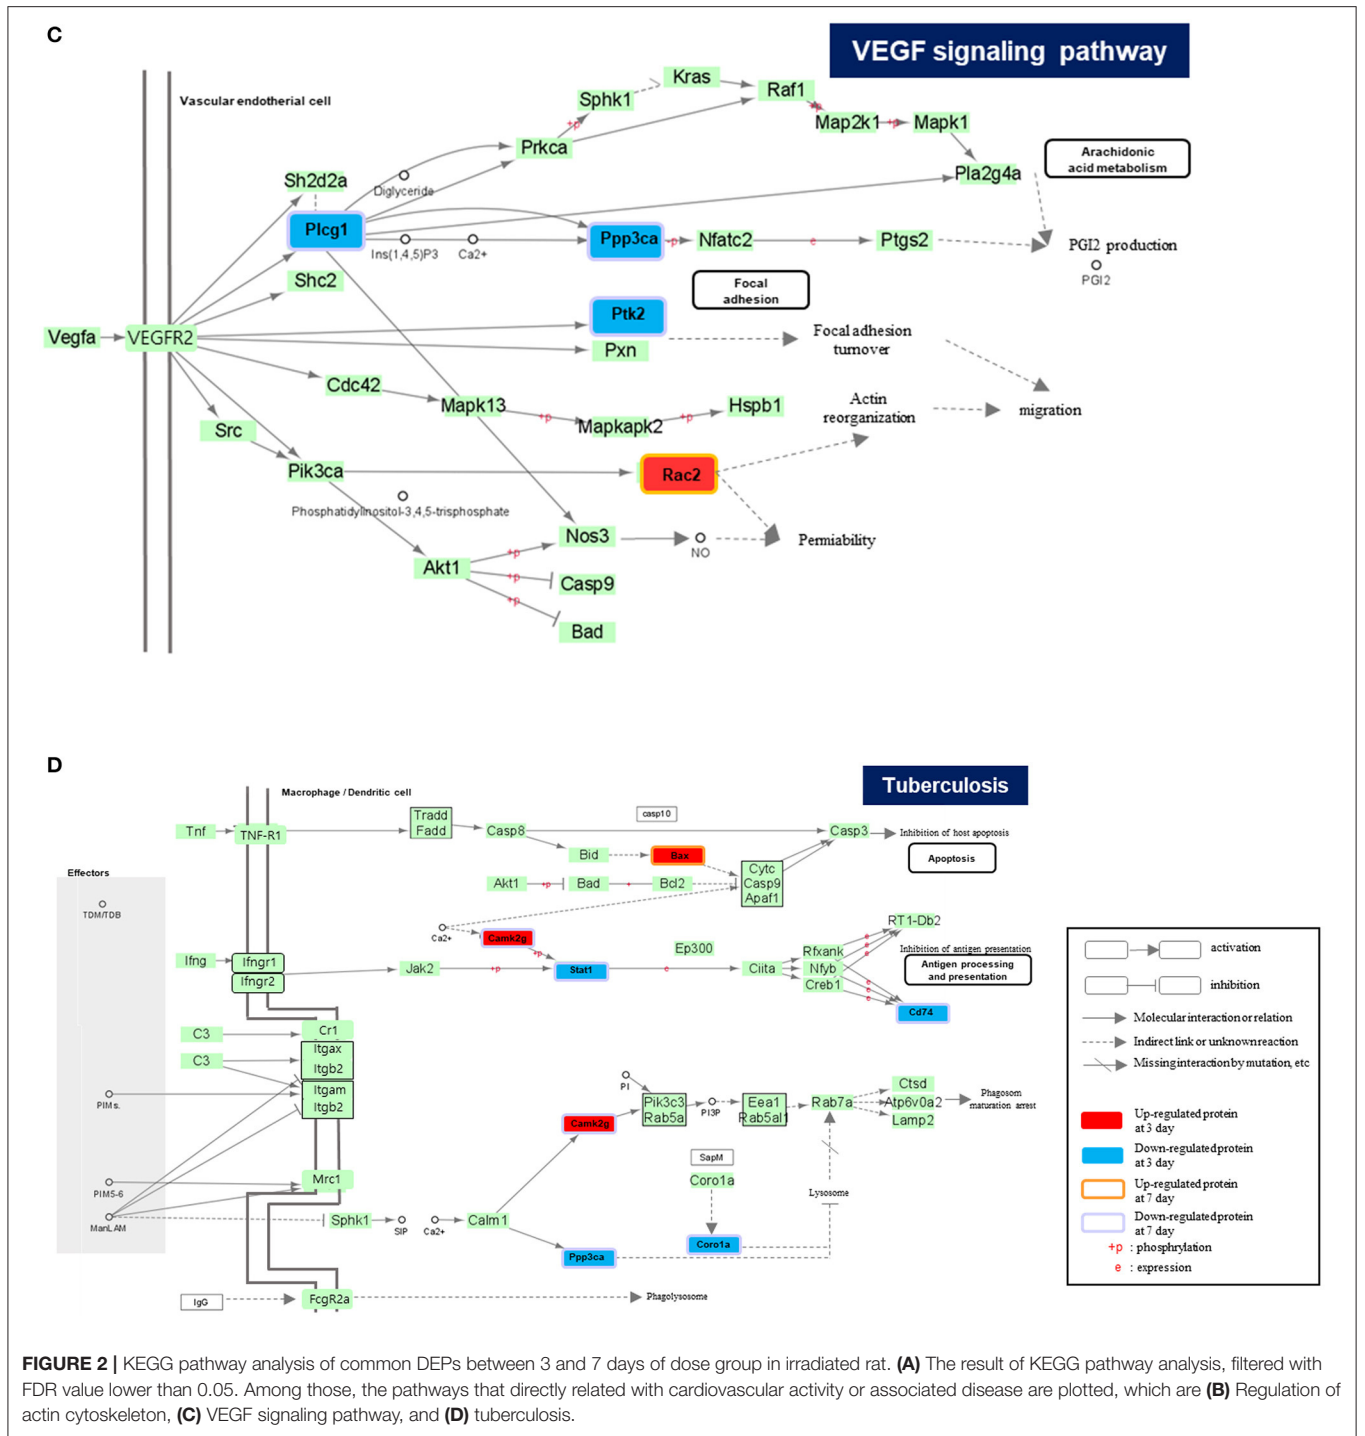 C
VEGF signaling pathway
Vascular endotherial cell
Kras
Raf1
Sphk1
+p
+p
Map2k1
+p
Mapk1
Prkca
Arachidonic
acid metabolism
Sh2d2a
Diglyceride
Pla2g4a
Plcg1
Ppp3ca
-p
Nfatc2
e
Ptgs2
PGI2 production
Ins(1,4,5)P3
Ca2+
PGI2
Shc2
Focal
adhesion
Ptk2
Vegfa
VEGFR2
Pxn
Focal adhesion
turnover
Cdc42
Mapk13
+p
Mapkapk2
+p
Hspb1
Actin
reorganization
migration
Src
Pik3ca
Rac2
Phosphatidylinositol-3,4,5-trisphosphate
Nos3
NO
Permiability
Akt1
+p
+p
Casp9
+p
Bad
D
Tuberculosis
Macrophage / Dendritic cell
Tnf
TNF-R1
Tradd
Fadd
Casp8
casp10
Casp3
Inhibition of host apoptosis
Bid
Bax
Apoptosis
Effectors
Akt1
+p
Bad
Bcl2
Cytc
Casp9
Apaf1
TDM/TDB
Ca2+
Camk2g
+p
RT1-Db2
Ep300
Inhibition of antigen presentation
Ifng
Ifngr1
Ifngr2
Jak2
+p
Stat1
e
Ciita
Rfxank
Nfyb
Creb1
e
e
e
e
e
e
Antigen processing
and presentation
Cd74
C3
Cr1
C3
Itgax
Itgb2
PIMs.
Itgam
Itgb2
PI
Pik3c3
Rab5a
PI3P
Eea1
Rab5al1
Rab7a
Ctsd
Atp6v0a2
Lamp2
Phagosom
maturation arrest
Camk2g
SapM
Coro1a
PIM5-6
Mrc1
Lysosome
ManLAM
Sphk1
SIP
Ca2+
Calm1
Coro1a
Ppp3ca
IgG
FcgR2a
Phagolysosome
activation
inhibition
Molecular interaction or relation
Indirect link or unknown reaction
Missing interaction by mutation, etc
Up-regulated protein
at 3 day
Down-regulated protein
at 3 day
Up-regulated protein
at 7 day
Down-regulated protein
at 7 day
+p : phosphrylation
e : expression
FIGURE 2 | KEGG pathway analysis of common DEPs between 3 and 7 days of dose group in irradiated rat. (A) The result of KEGG pathway analysis, filtered with
FDR value lower than 0.05. Among those, the pathways that directly related with cardiovascular activity or associated disease are plotted, which are (B) Regulation of
actin cytoskeleton, (C) VEGF signaling pathway, and (D) tuberculosis.